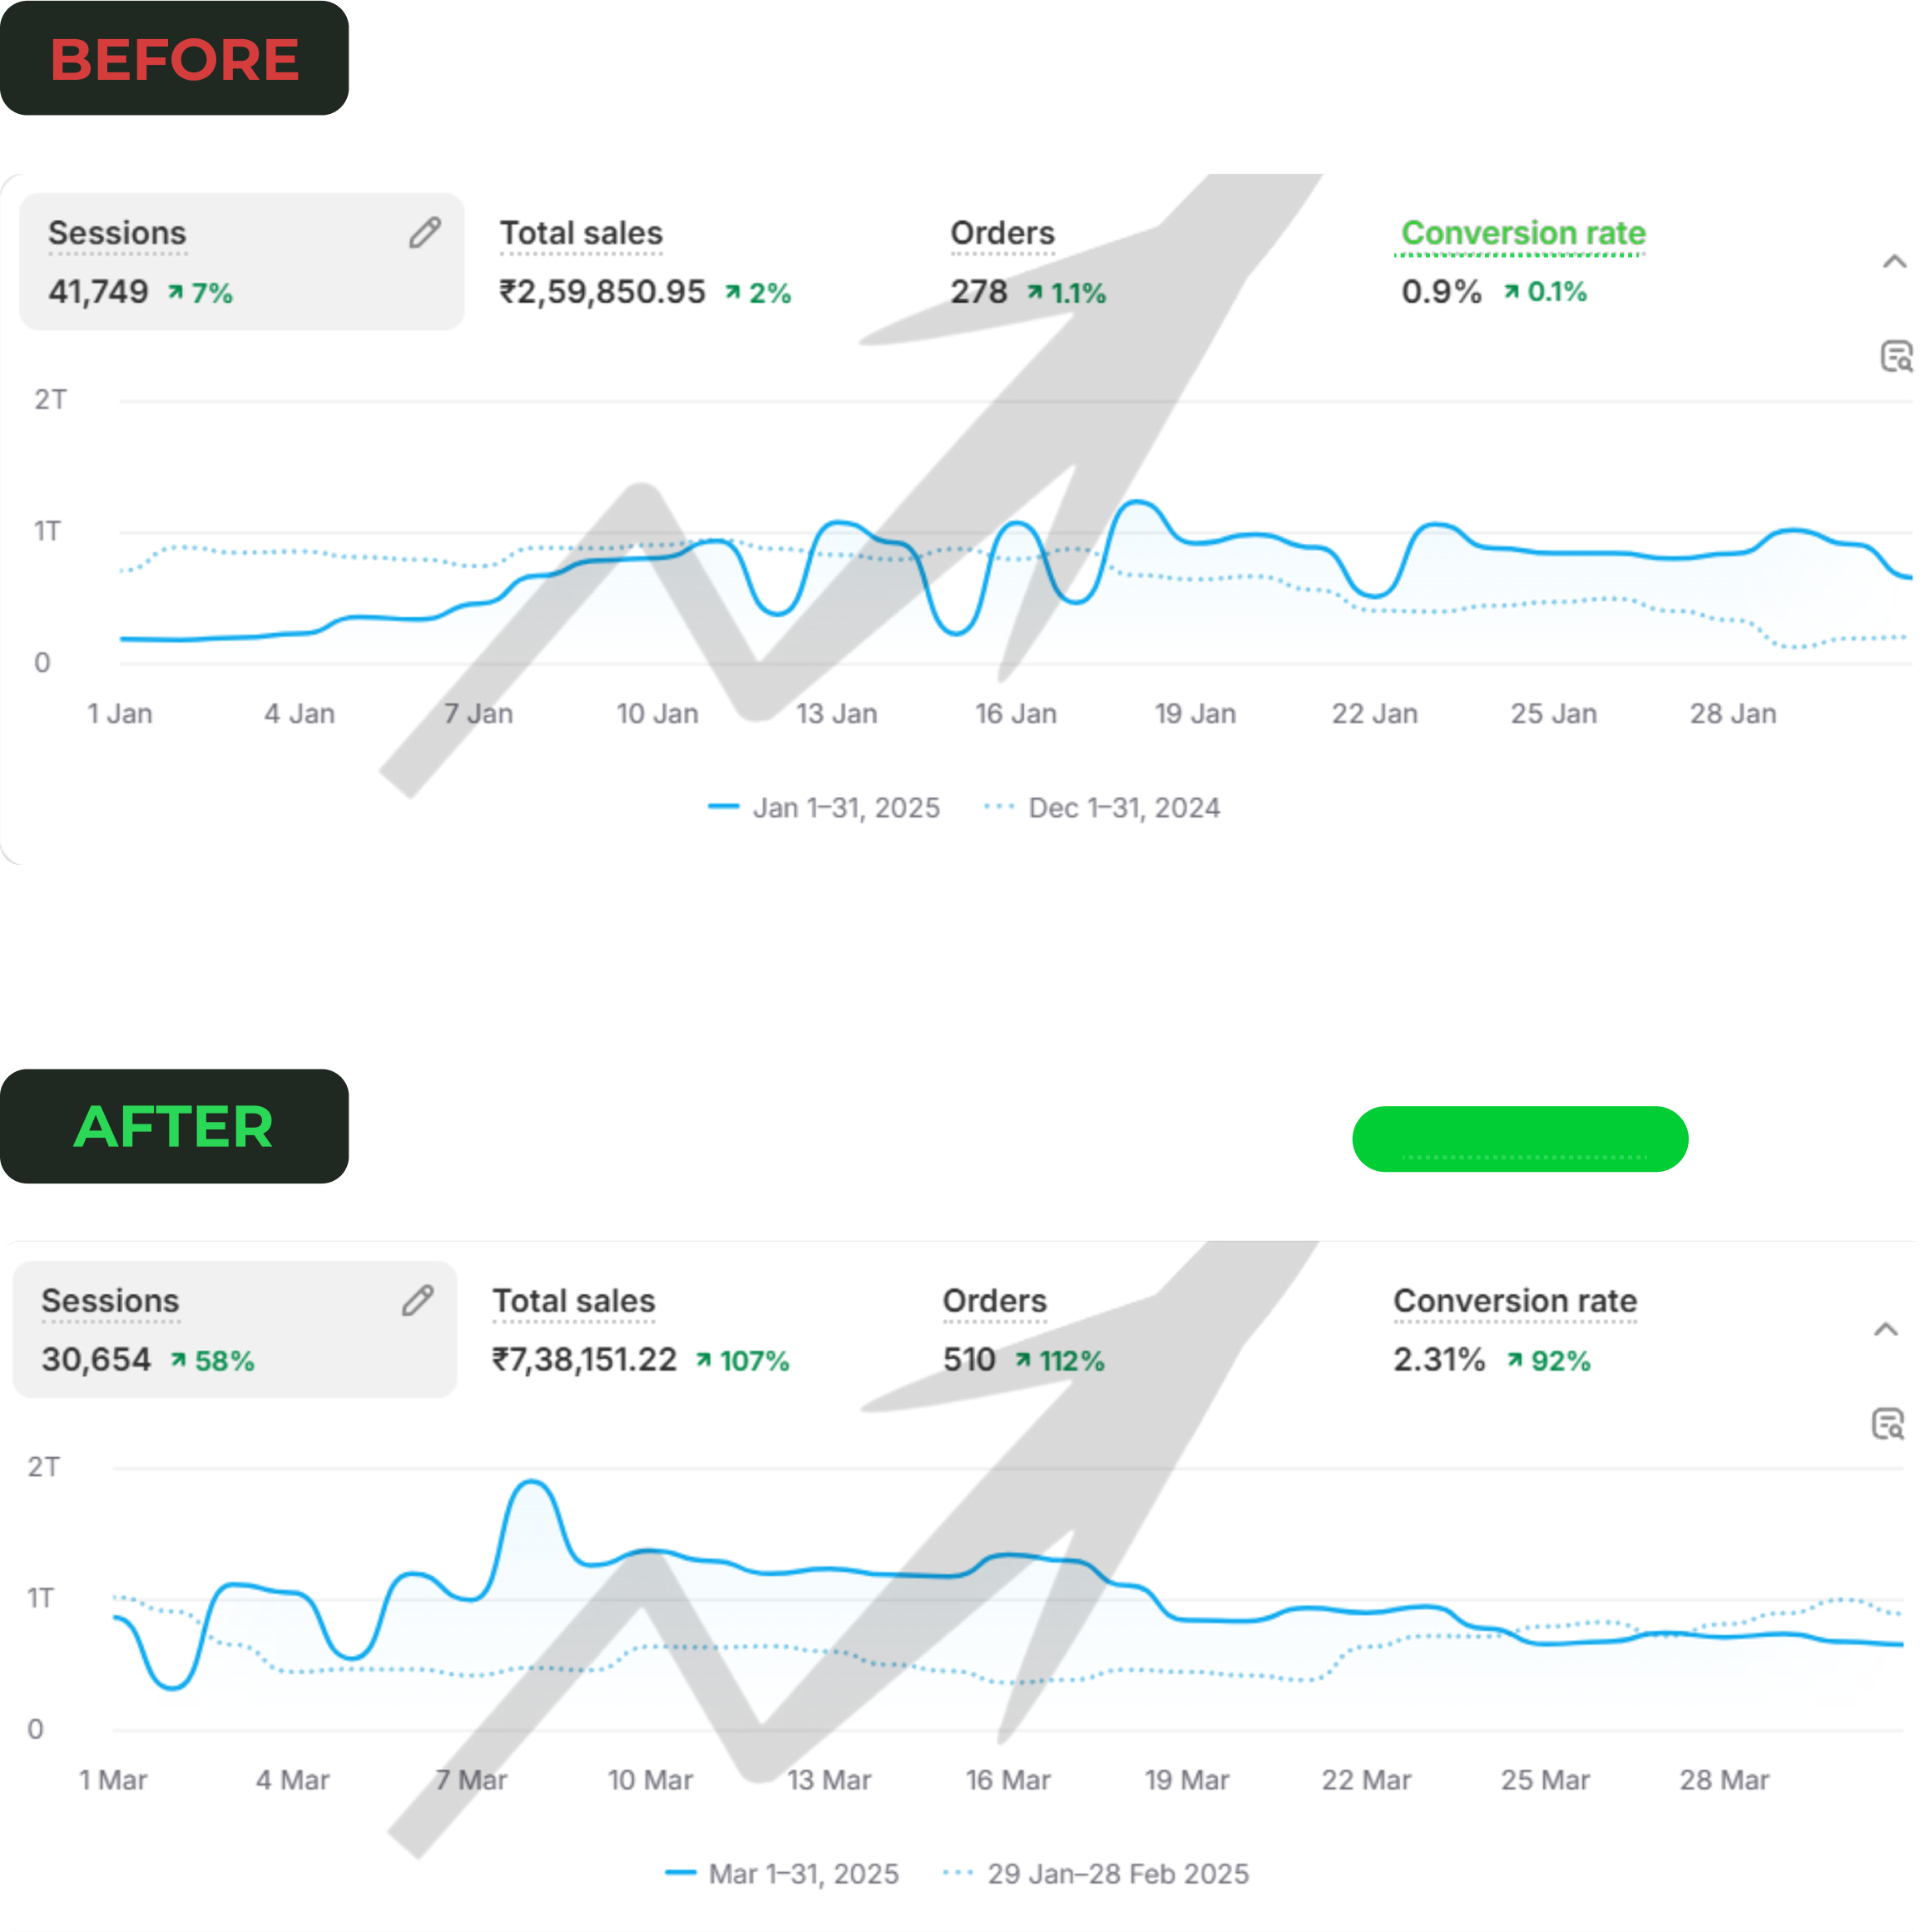 BEFORE
Sessions Total sales Orders Conversion rate
41,749 7% ₹2,59,850.95 2% 278 1.1% 0.9% 0.1%
2T
1T
0
1 Jan 4 Jan 7 Jan 10 Jan 13 Jan 16 Jan 19 Jan 22 Jan 25 Jan 28 Jan
Jan 1–31, 2025 Dec 1–31, 2024
AFTER
Sessions Total sales Orders Conversion rate
30,654 58% ₹7,38,151.22 107% 510 112% 2.31% 92%
2T
1T
0
1 Mar 4 Mar 7 Mar 10 Mar 13 Mar 16 Mar 19 Mar 22 Mar 25 Mar 28 Mar
Mar 1–31, 2025 29 Jan–28 Feb 2025